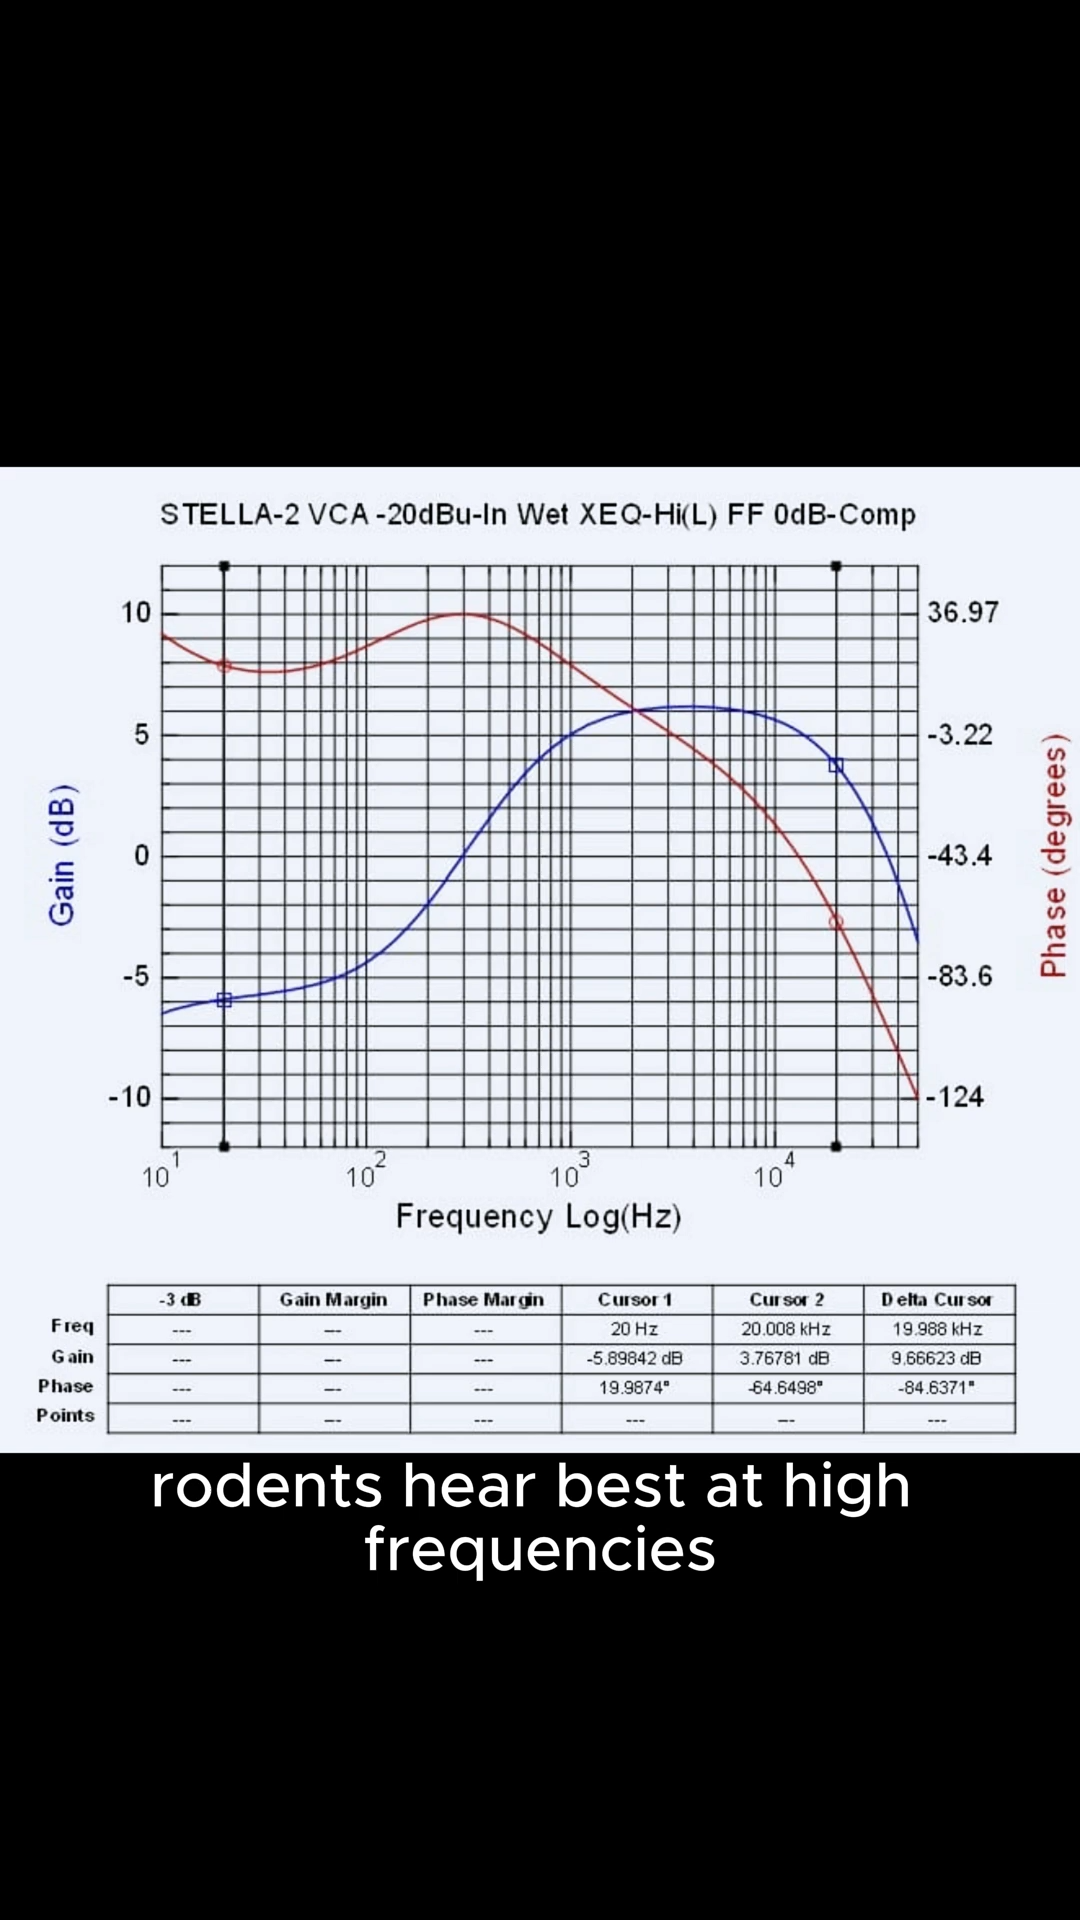 STELLA-2 VCA -20dBu-In Wet XEQ-Hi(L) FF 0dB-Comp
10
5
0
-5
-10
Gain (dB)
36.97
-3.22
-43.4
-83.6
-124
Phase (degrees)
10^1 10^2 10^3 10^4
Frequency Log(Hz)
-3 dB Gain Margin Phase Margin Cursor 1 Cursor 2 Delta Cursor
Freq --- --- --- 20 Hz 20.008 kHz 19.988 kHz
Gain --- --- --- -5.89842 dB 3.76781 dB 9.66623 dB
Phase --- --- --- 19.9874° -64.6498° -84.6371°
Points --- --- --- --- --- ---
rodents hear best at high
frequencies